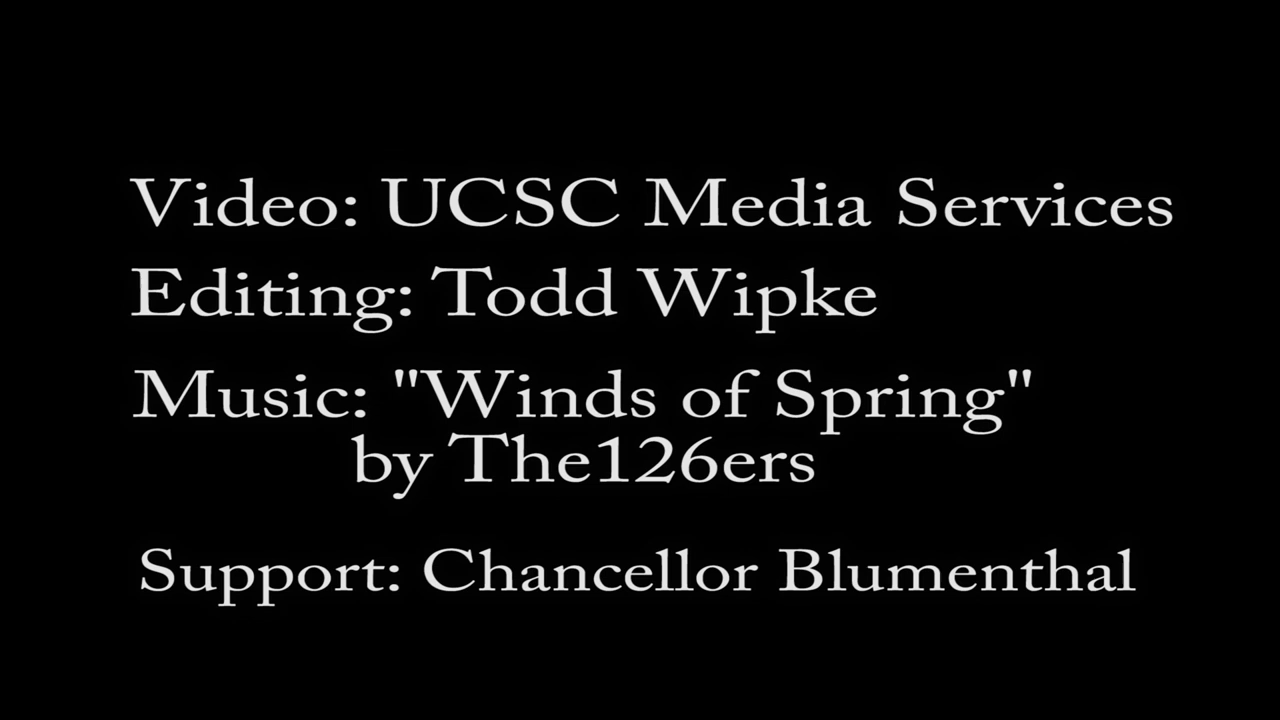 Video: UCSC Media Services
Editing: Todd Wipke
Music: "Winds of Spring"
by The126ers
Support: Chancellor Blumenthal